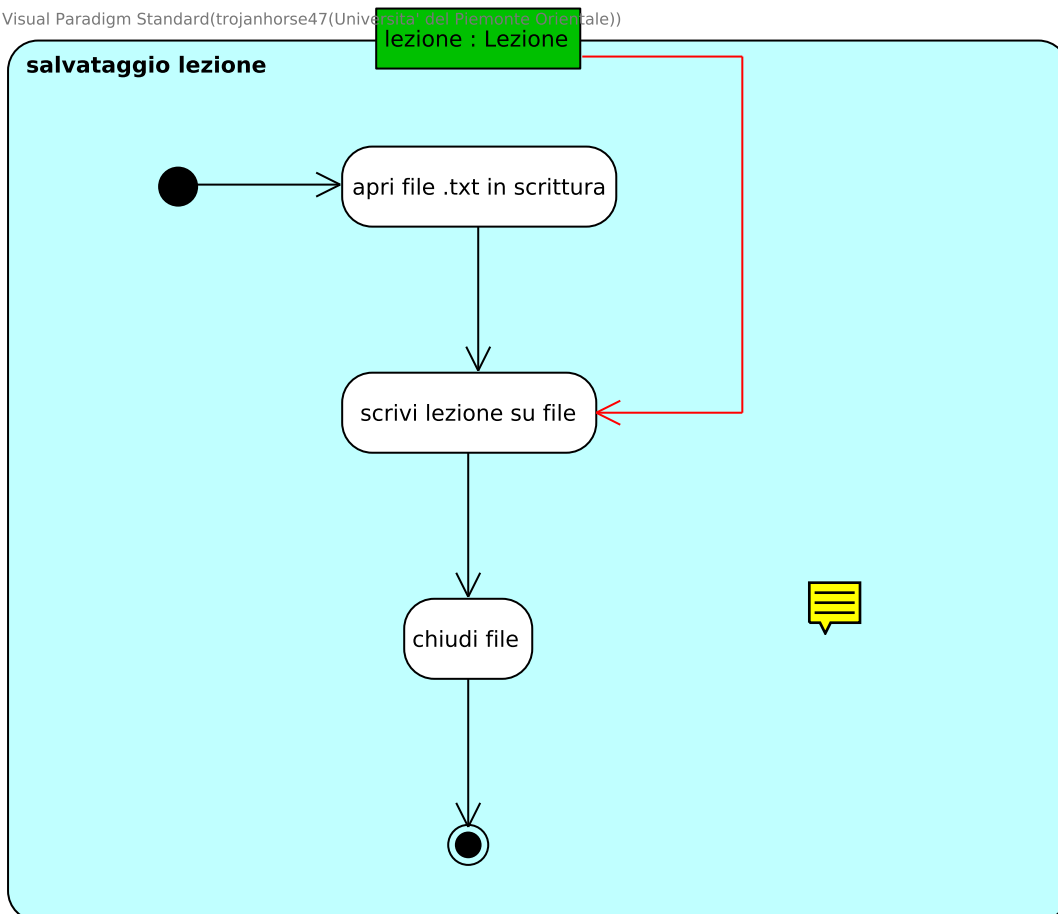 Visual Paradigm Standard(trojanhorse47(Universita del Piemonte Orientale))
lezione : Lezione
salvataggio lezione
apri file .txt in scrittura
scrivi lezione su file
chiudi file